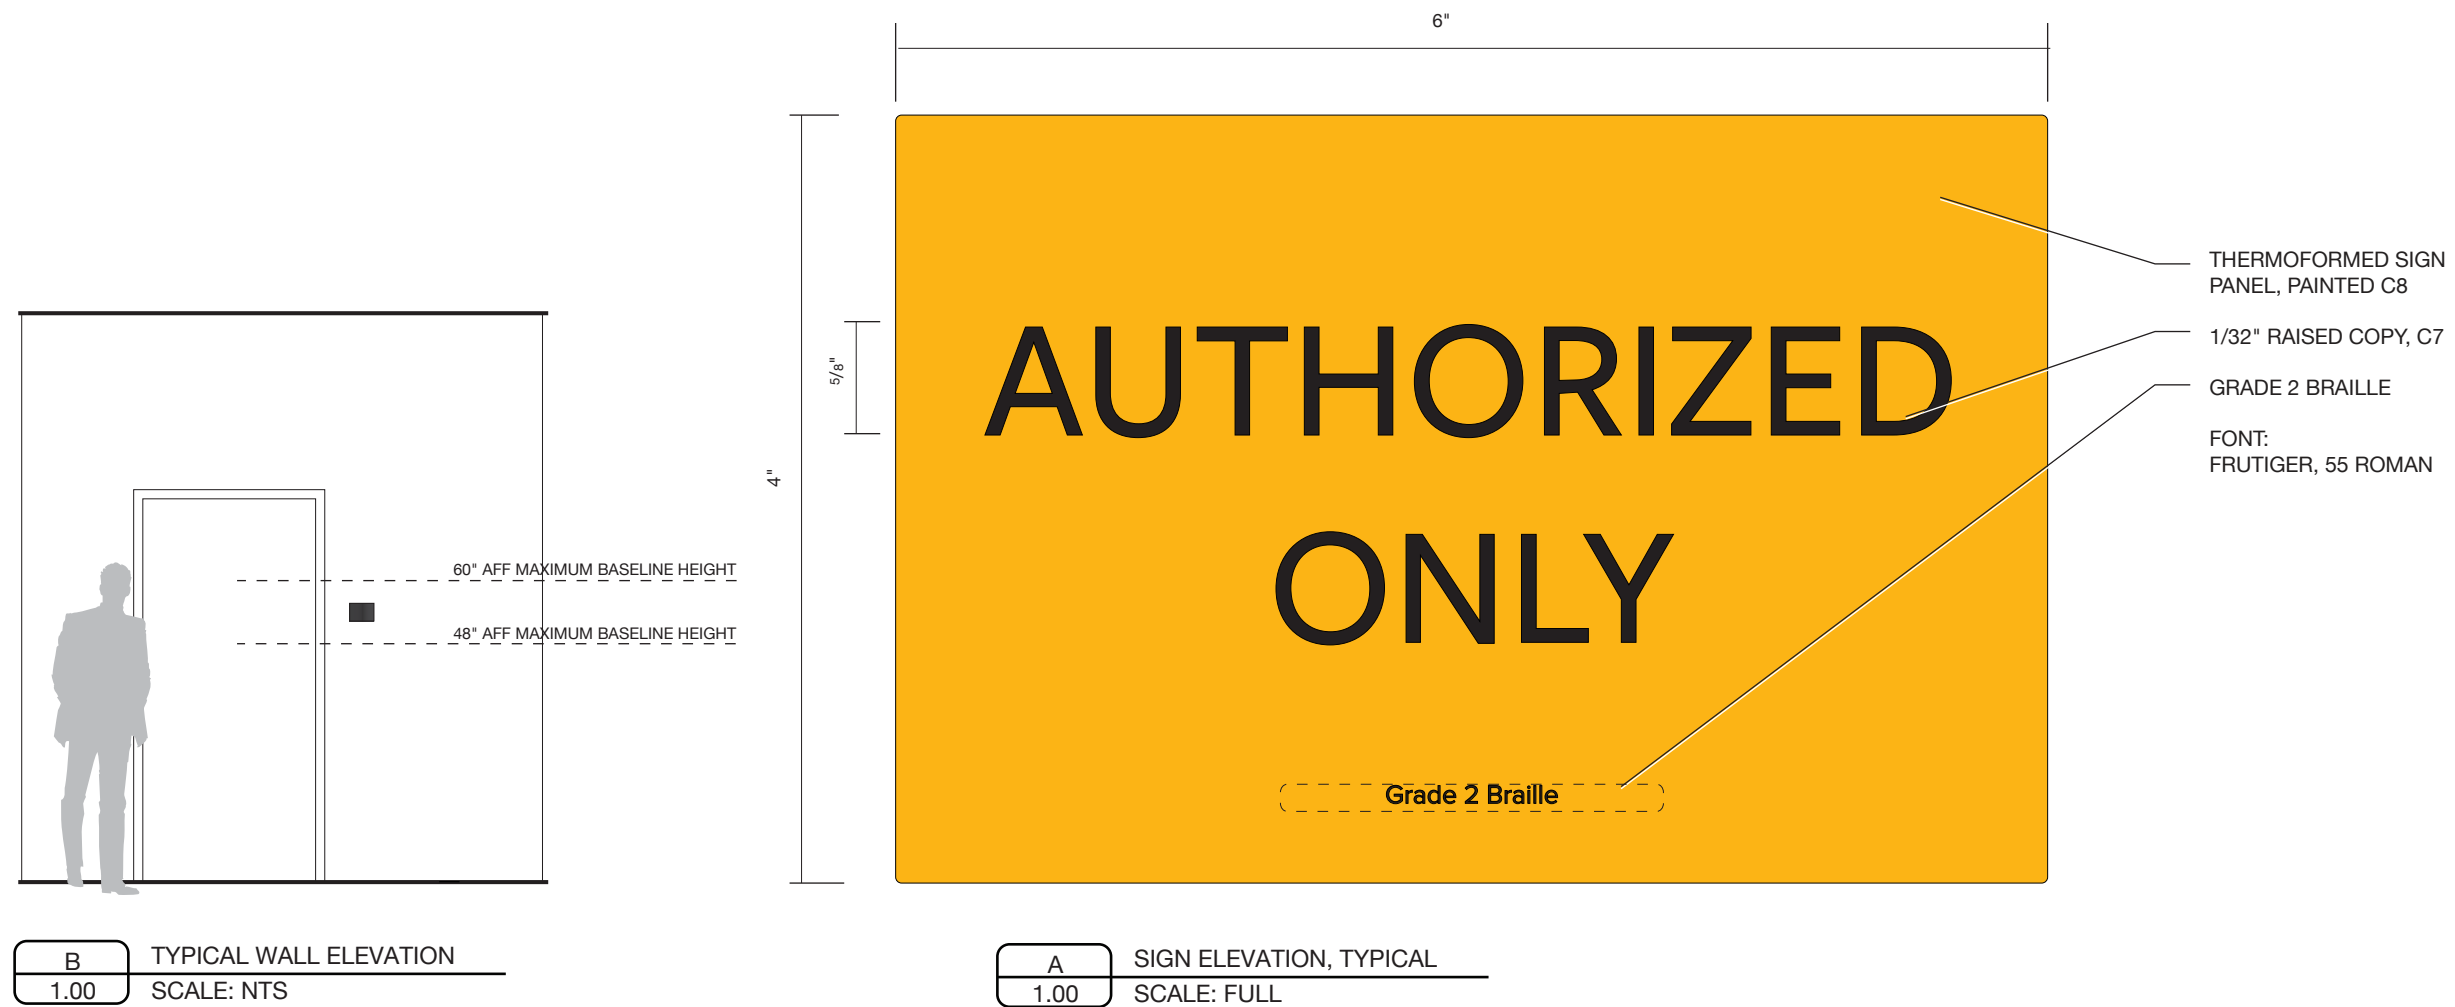 6"
4"
5/8"
AUTHORIZED
ONLY
Grade 2 Braille
THERMOFORMED SIGN
PANEL, PAINTED C8
1/32" RAISED COPY, C7
GRADE 2 BRAILLE
FONT:
FRUTIGER, 55 ROMAN
60" AFF MAXIMUM BASELINE HEIGHT
48" AFF MAXIMUM BASELINE HEIGHT
B
1.00
TYPICAL WALL ELEVATION
SCALE: NTS
A
1.00
SIGN ELEVATION, TYPICAL
SCALE: FULL